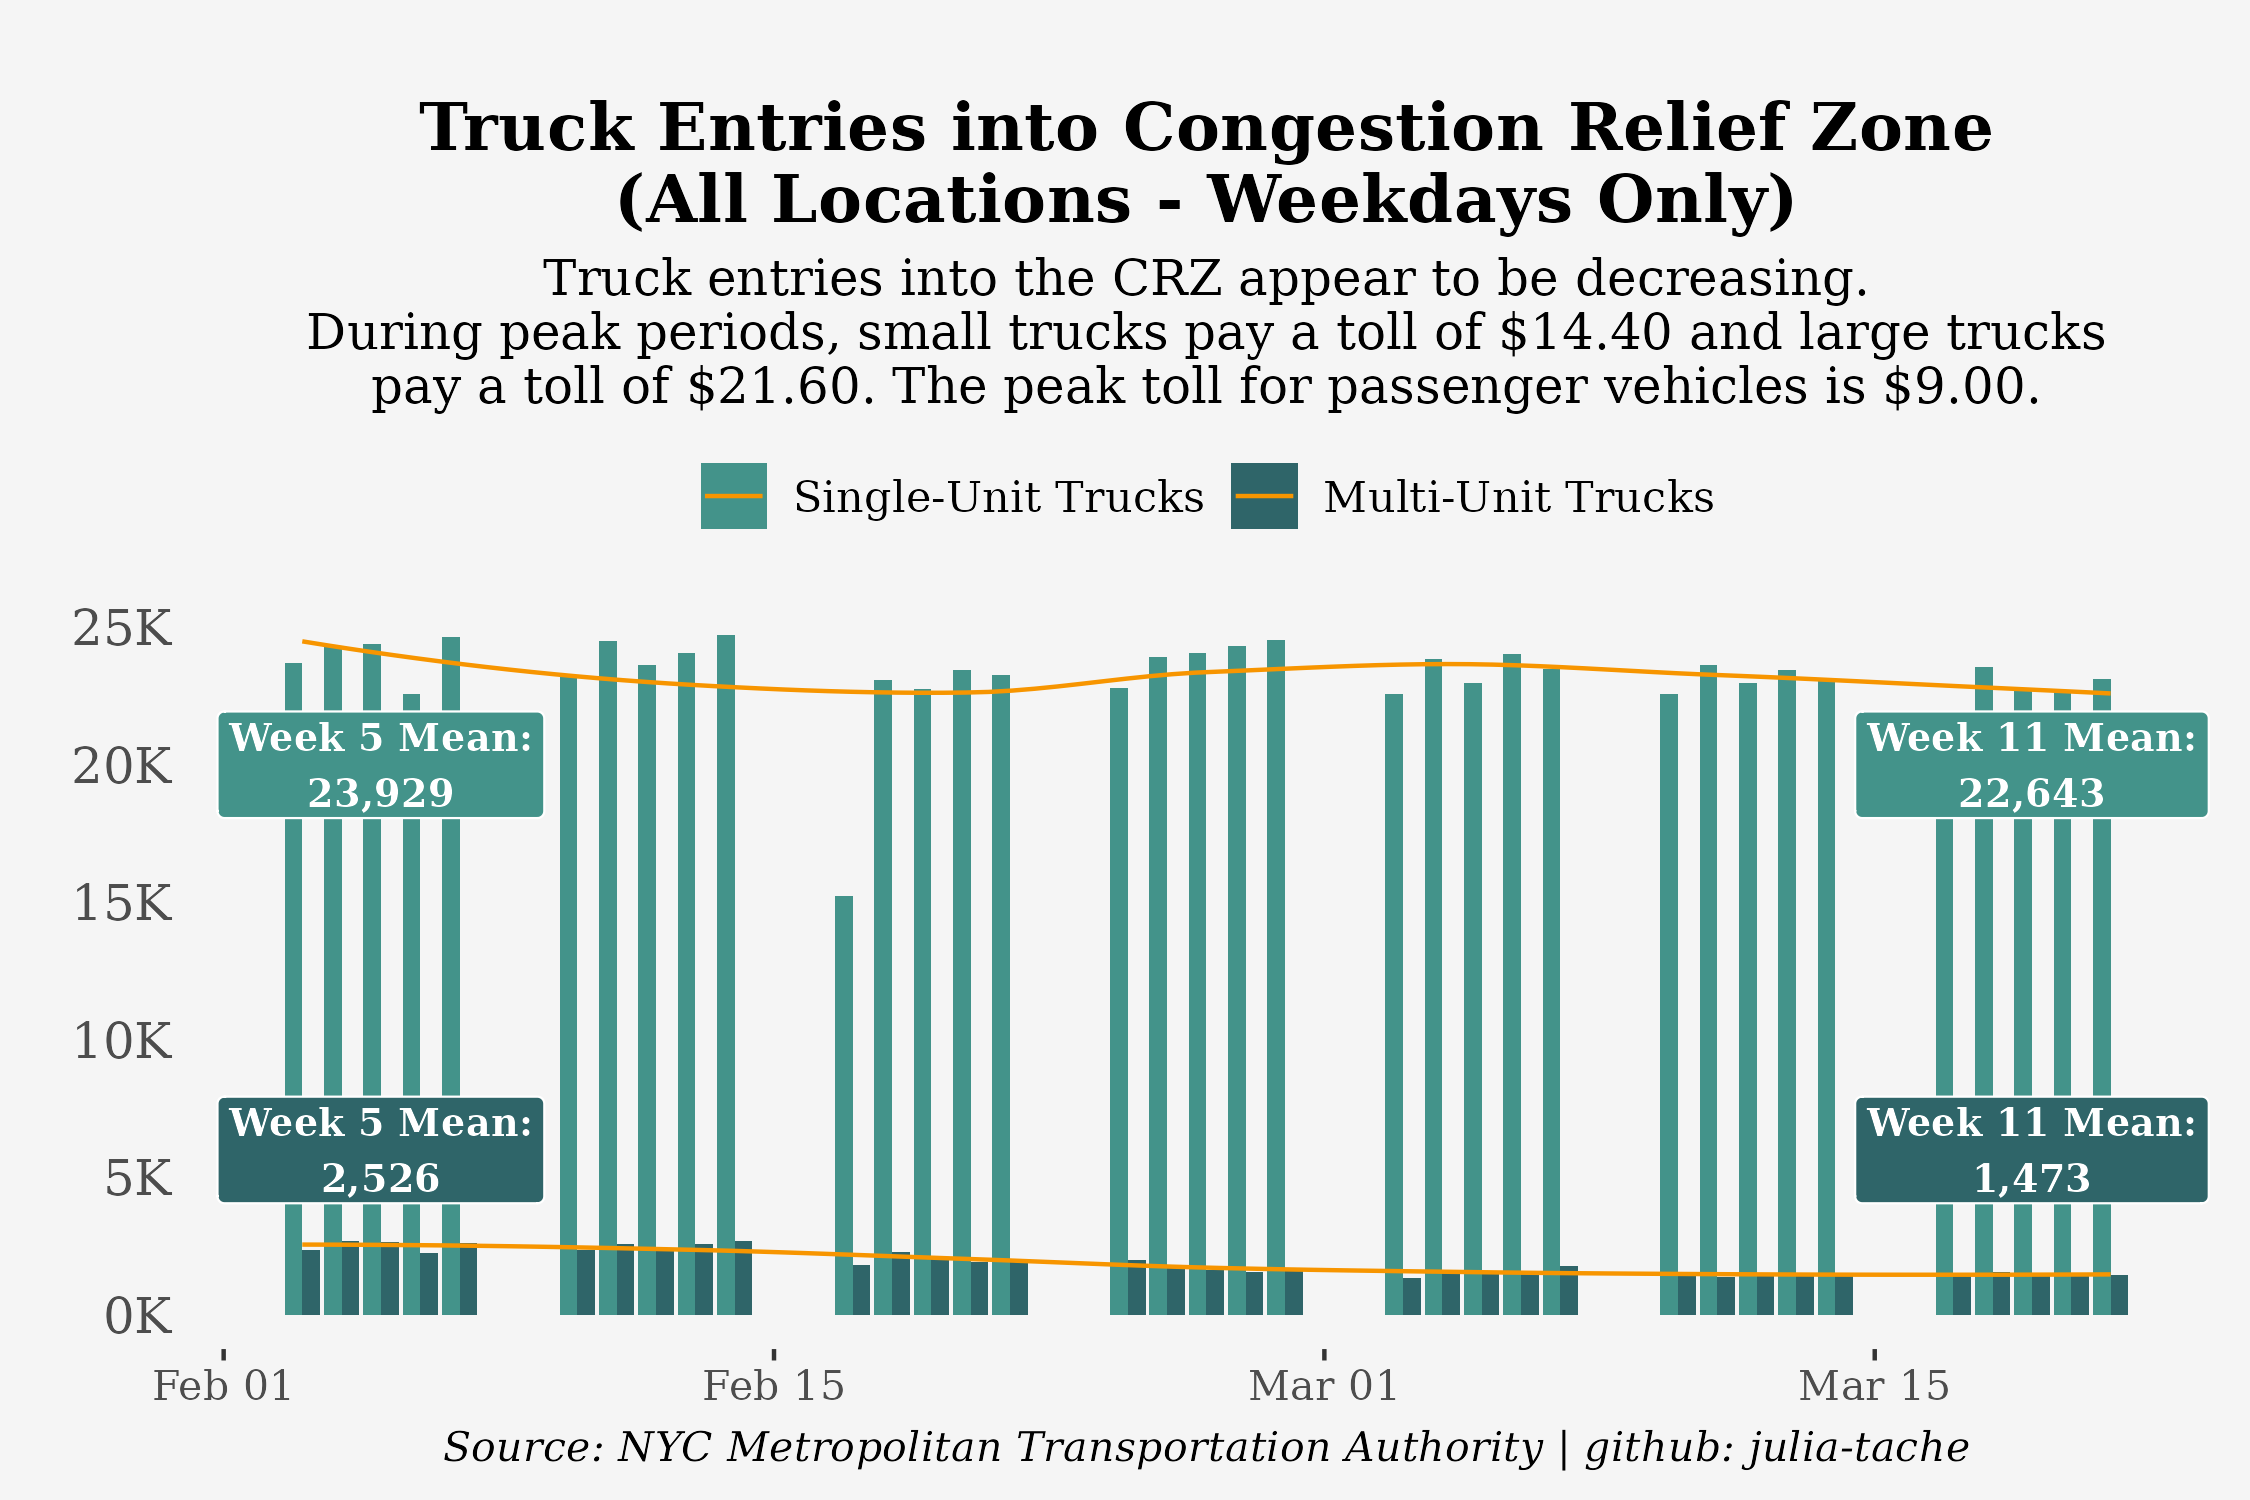 Truck Entries into Congestion Relief Zone
(All Locations - Weekdays Only)
Truck entries into the CRZ appear to be decreasing.
During peak periods, small trucks pay a toll of $14.40 and large trucks
pay a toll of $21.60. The peak toll for passenger vehicles is $9.00.
Single-Unit Trucks
Multi-Unit Trucks
25K
20K
15K
10K
5K
0K
Week 5 Mean:
23,929
Week 11 Mean:
22,643
Week 5 Mean:
2,526
Week 11 Mean:
1,473
Feb 01
Feb 15
Mar 01
Mar 15
Source: NYC Metropolitan Transportation Authority | github: julia-tache